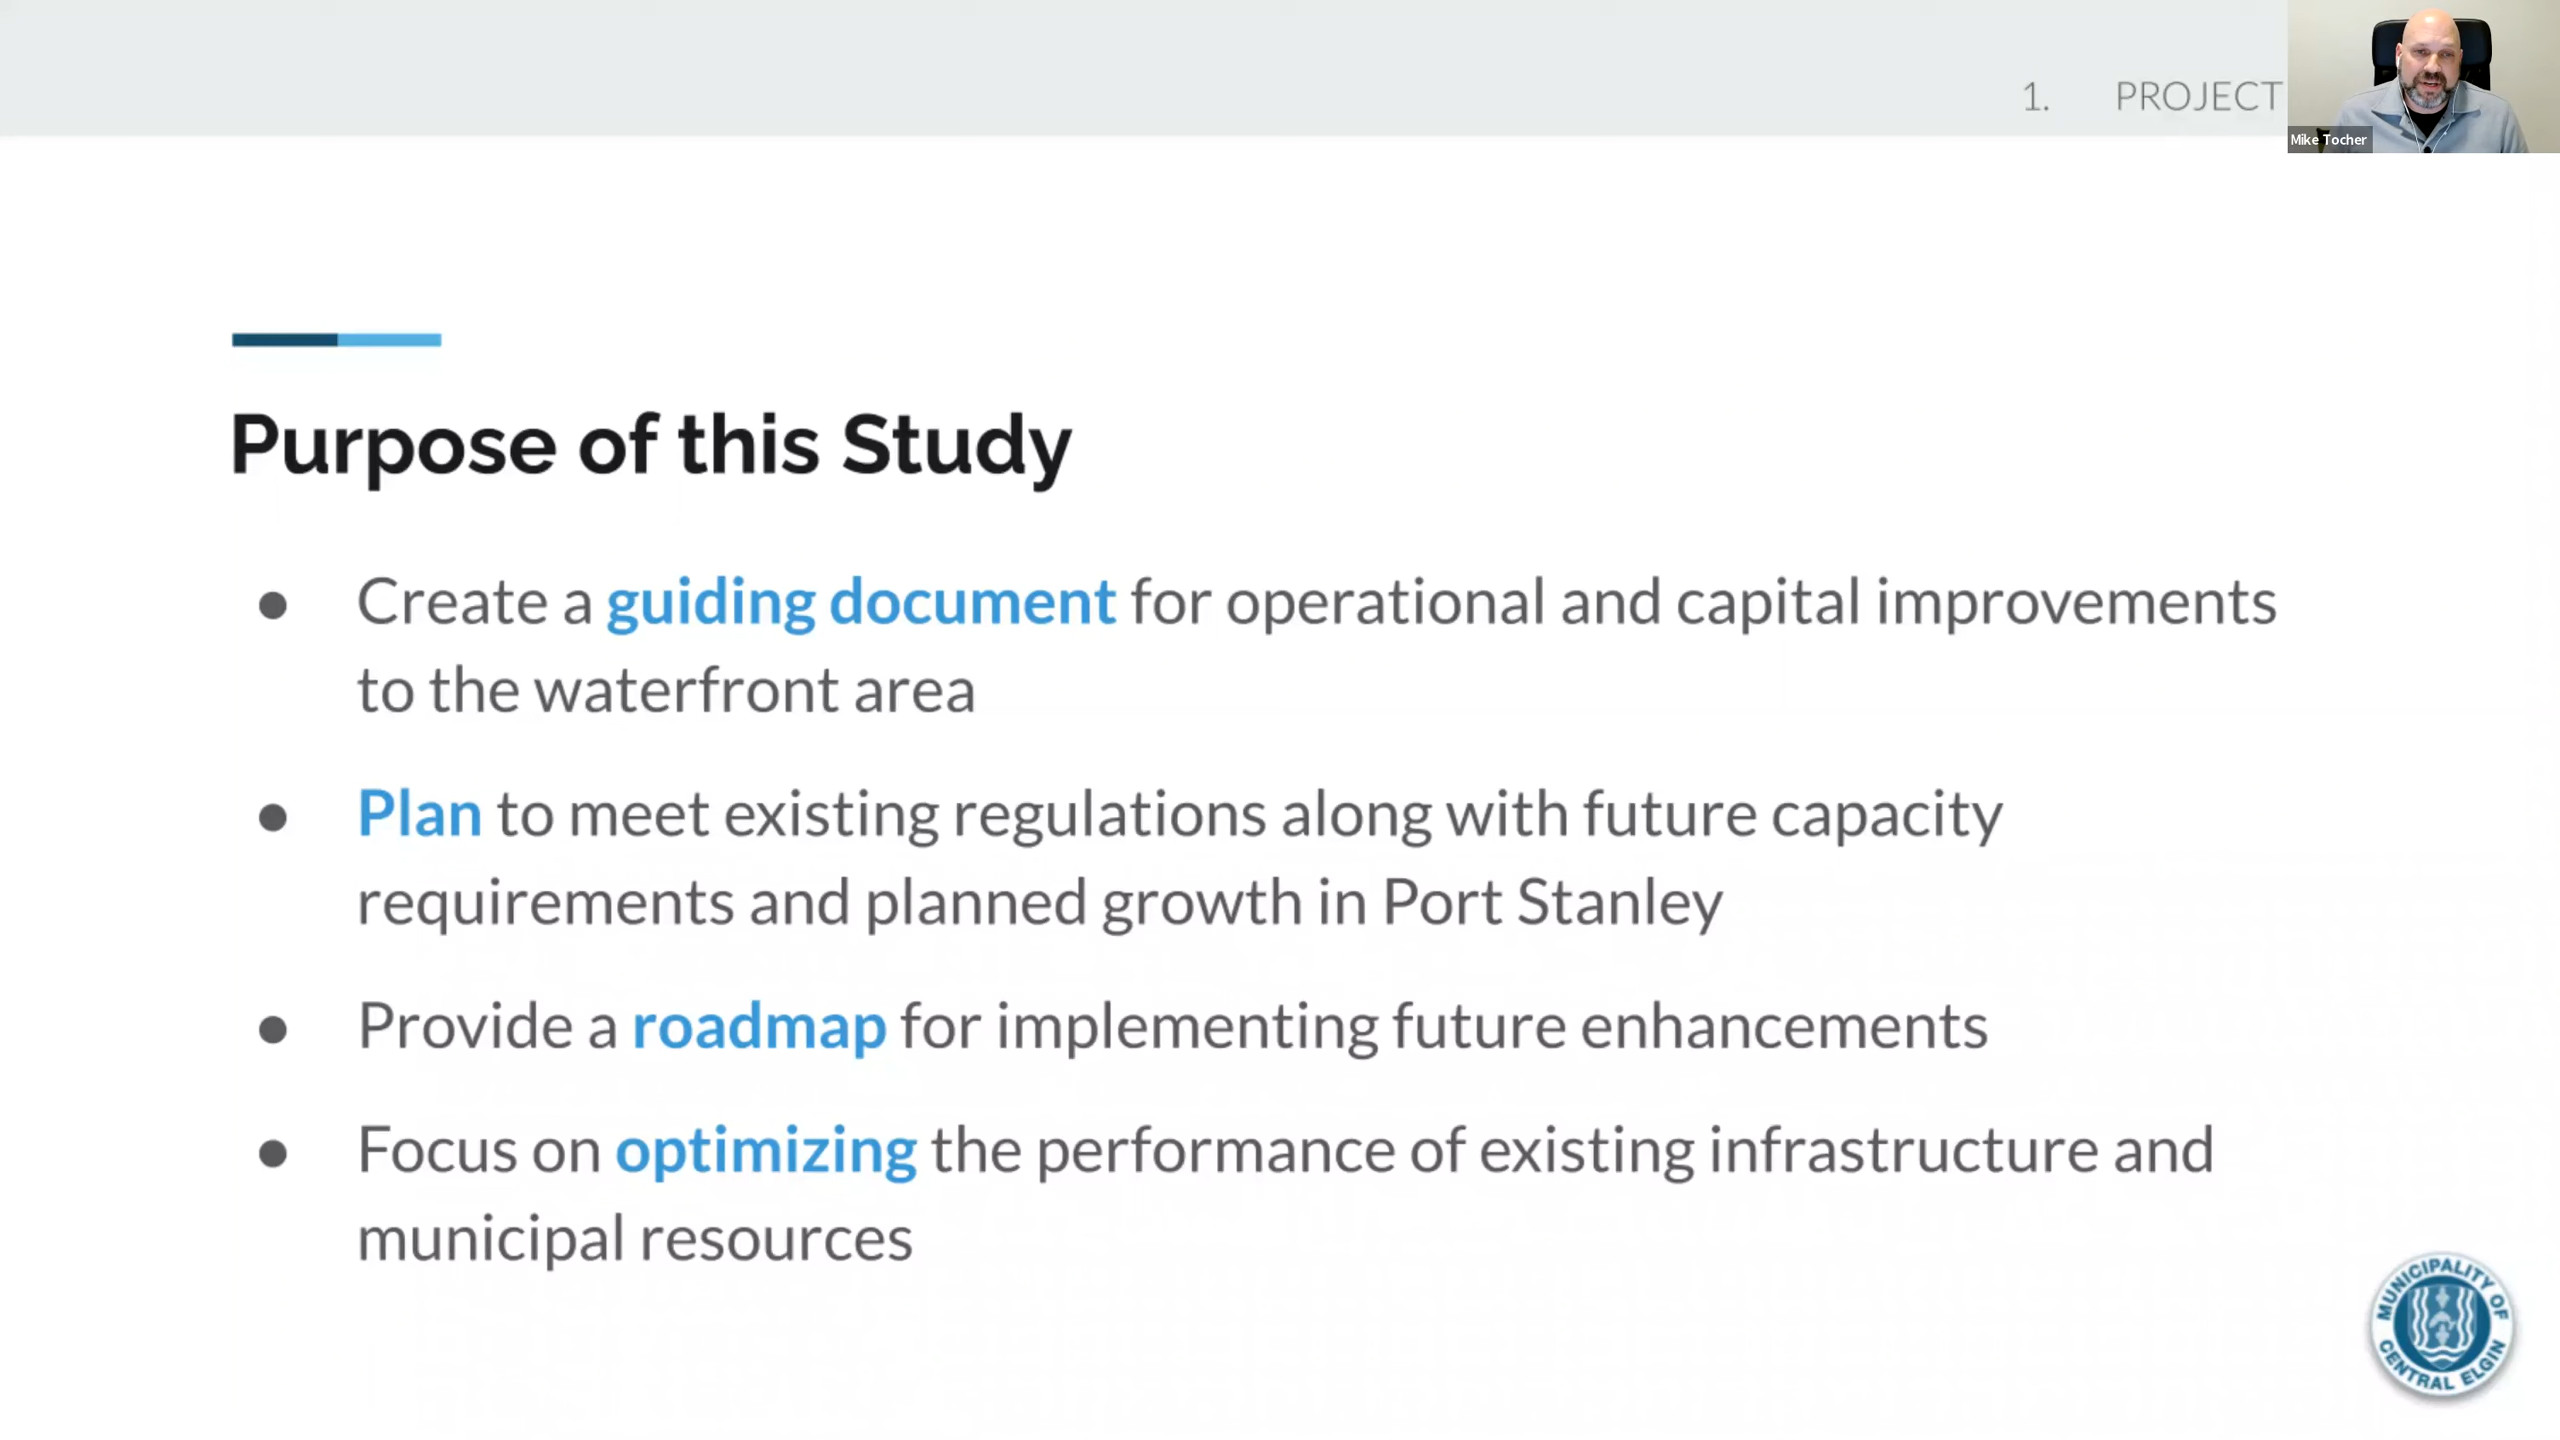 1. PROJECT
Mike Tocher
Purpose of this Study
● Create a guiding document for operational and capital improvements
to the waterfront area
● Plan to meet existing regulations along with future capacity
requirements and planned growth in Port Stanley
● Provide a roadmap for implementing future enhancements
● Focus on optimizing the performance of existing infrastructure and
municipal resources
MUNICIPALITY OF
CENTRAL ELGIN